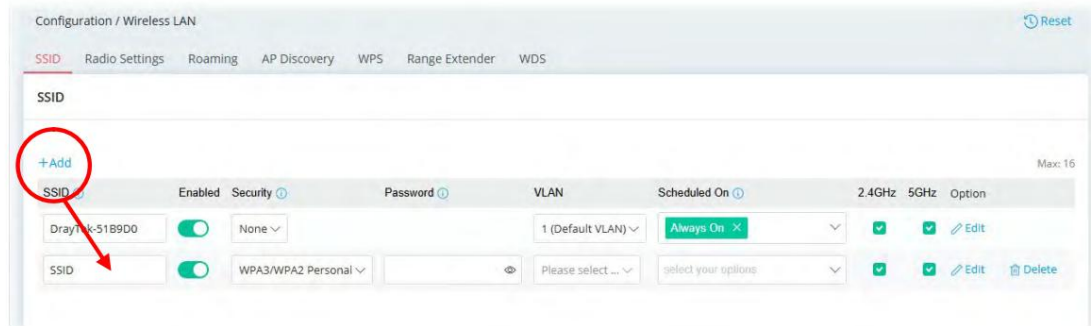 Configuration / Wireless LAN
Reset
SSID Radio Settings Roaming AP Discovery WPS Range Extender WDS
SSID
+Add
Max: 16
SSID Enabled Security Password VLAN Scheduled On 2.4GHz 5GHz Option
DrayTek-51B9D0 None 1 (Default VLAN) Always On × Edit
SSID WPA3/WPA2 Personal Please select ... select your options Edit Delete